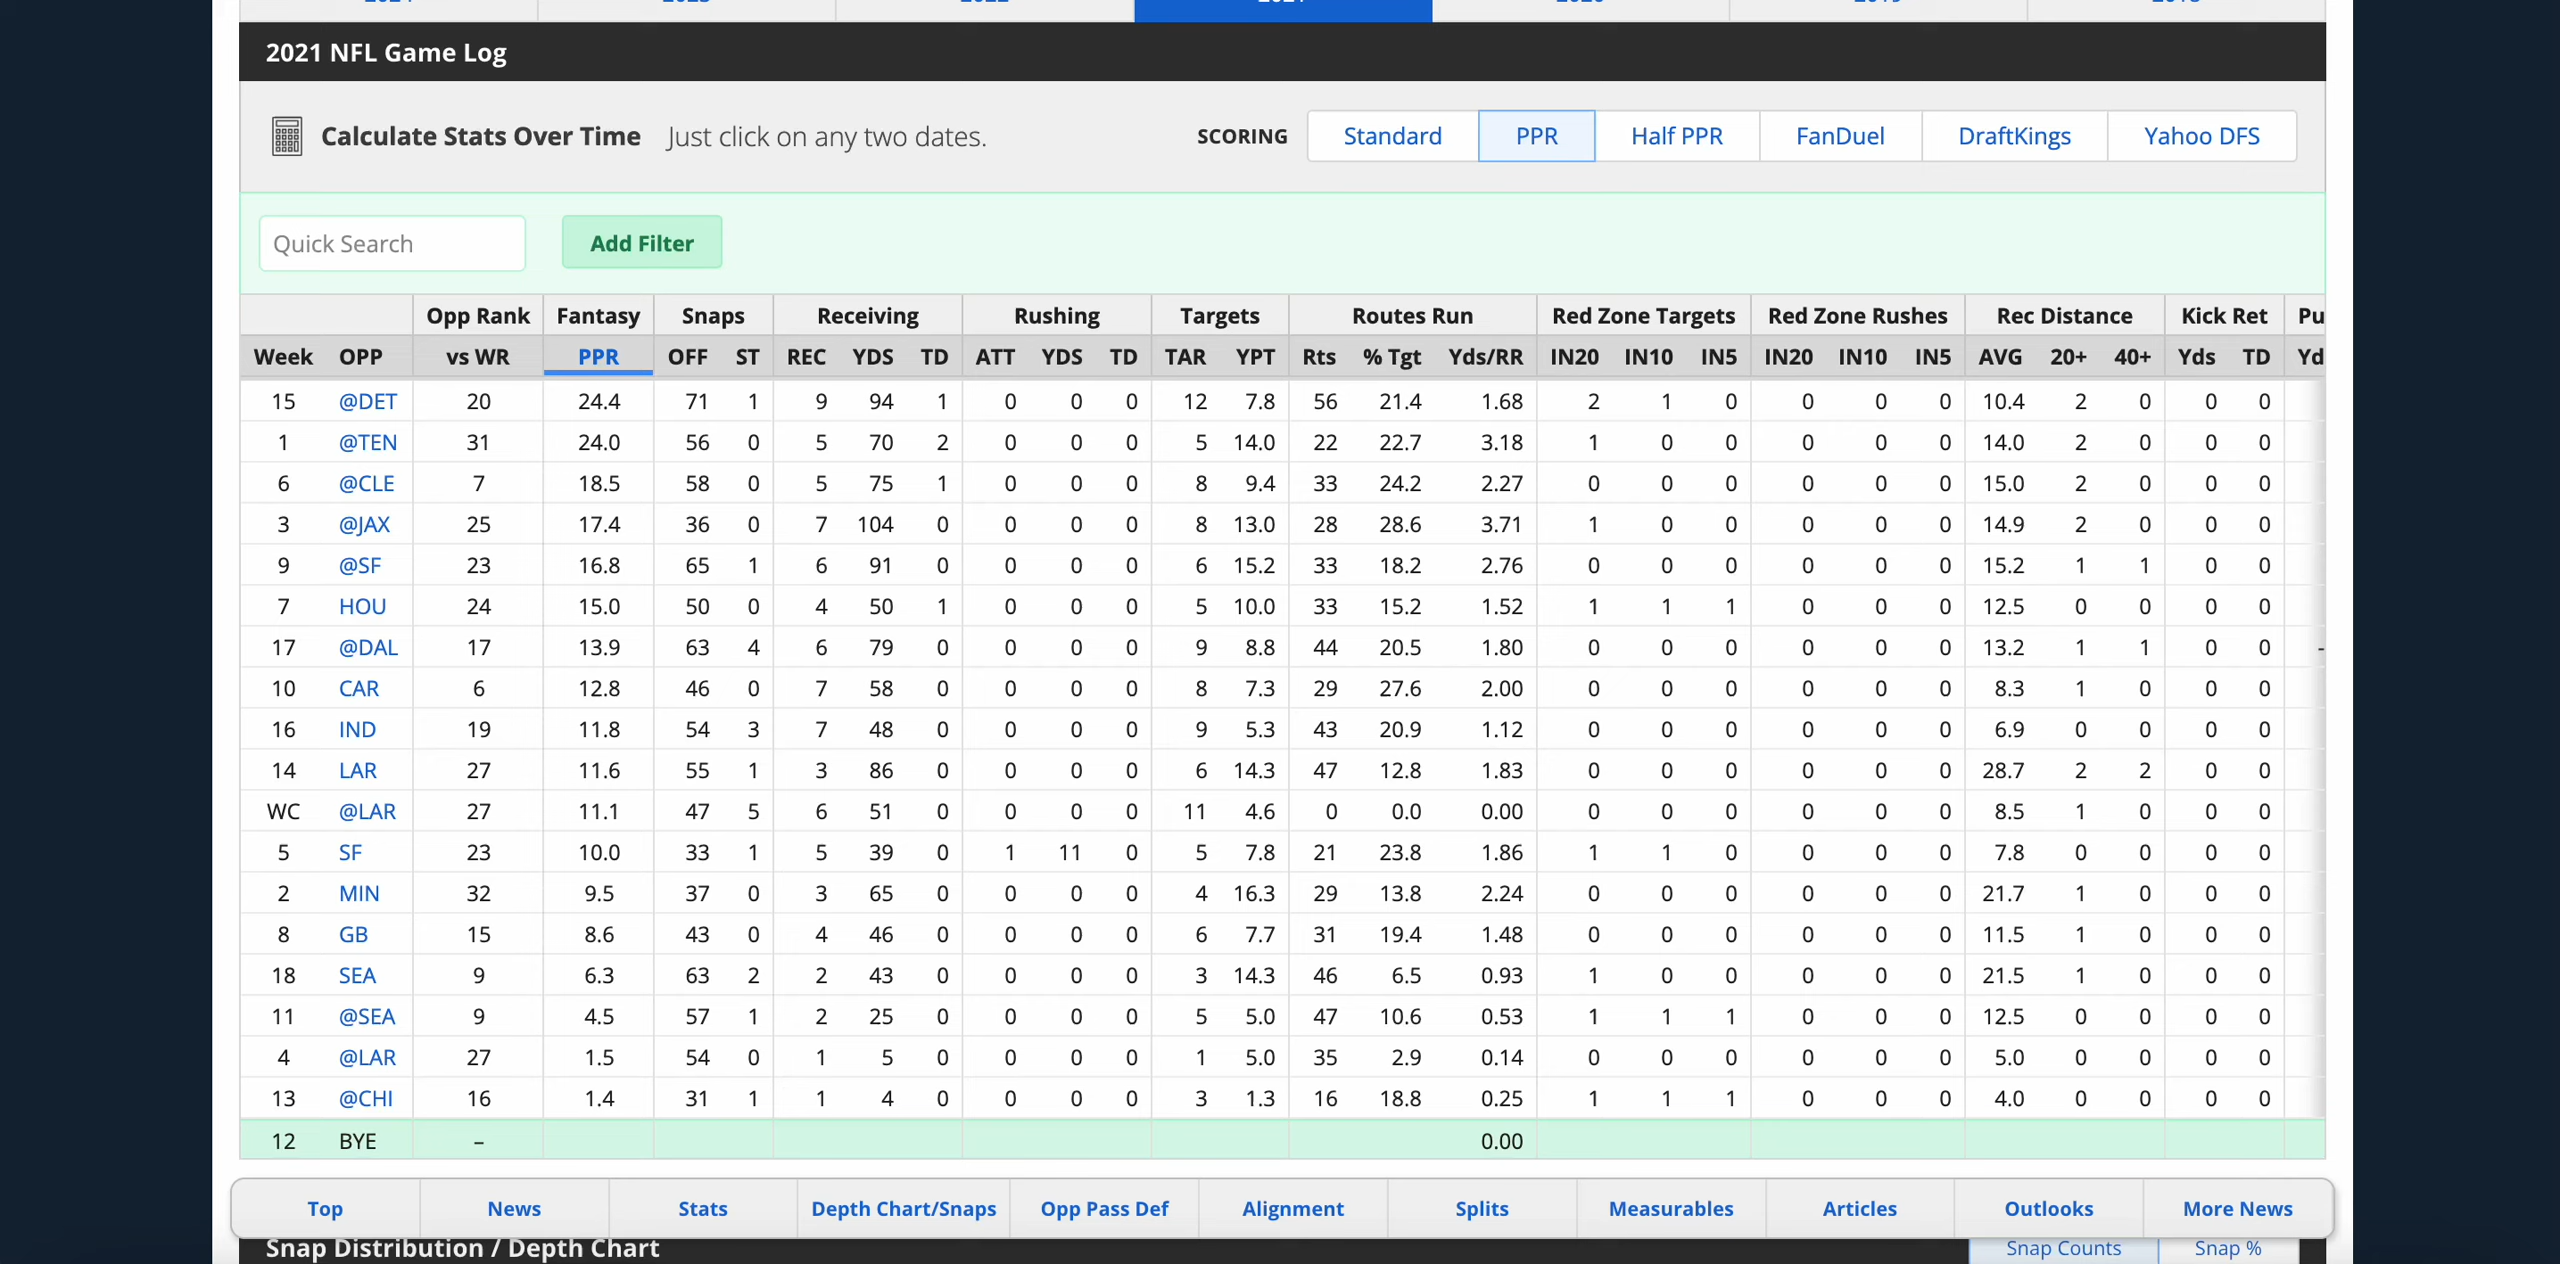 2024 2023 2022 2021 2020 2019 2018
2021 NFL Game Log
Calculate Stats Over Time Just click on any two dates. SCORING Standard PPR Half PPR FanDuel DraftKings Yahoo DFS
Quick Search Add Filter
Opp Rank Fantasy Snaps Receiving Rushing Targets Routes Run Red Zone Targets Red Zone Rushes Rec Distance Kick Ret Pu
Week OPP vs WR PPR OFF ST REC YDS TD ATT YDS TD TAR YPT Rts % Tgt Yds/RR IN20 IN10 IN5 IN20 IN10 IN5 AVG 20+ 40+ Yds TD Yd
15 @DET 20 24.4 71 1 9 94 1 0 0 0 12 7.8 56 21.4 1.68 2 1 0 0 0 0 10.4 2 0 0 0
1 @TEN 31 24.0 56 0 5 70 2 0 0 0 5 14.0 22 22.7 3.18 1 0 0 0 0 0 14.0 2 0 0 0
6 @CLE 7 18.5 58 0 5 75 1 0 0 0 8 9.4 33 24.2 2.27 0 0 0 0 0 0 15.0 2 0 0 0
3 @JAX 25 17.4 36 0 7 104 0 0 0 0 8 13.0 28 28.6 3.71 1 0 0 0 0 0 14.9 2 0 0 0
9 @SF 23 16.8 65 1 6 91 0 0 0 0 6 15.2 33 18.2 2.76 0 0 0 0 0 0 15.2 1 1 0 0
7 HOU 24 15.0 50 0 4 50 1 0 0 0 5 10.0 33 15.2 1.52 1 1 1 0 0 0 12.5 0 0 0 0
17 @DAL 17 13.9 63 4 6 79 0 0 0 0 9 8.8 44 20.5 1.80 0 0 0 0 0 0 13.2 1 1 0 0 -
10 CAR 6 12.8 46 0 7 58 0 0 0 0 8 7.3 29 27.6 2.00 0 0 0 0 0 0 8.3 1 0 0 0
16 IND 19 11.8 54 3 7 48 0 0 0 0 9 5.3 43 20.9 1.12 0 0 0 0 0 0 6.9 0 0 0 0
14 LAR 27 11.6 55 1 3 86 0 0 0 0 6 14.3 47 12.8 1.83 0 0 0 0 0 0 28.7 2 2 0 0
WC @LAR 27 11.1 47 5 6 51 0 0 0 0 11 4.6 0 0.0 0.00 0 0 0 0 0 0 8.5 1 0 0 0
5 SF 23 10.0 33 1 5 39 0 1 11 0 5 7.8 21 23.8 1.86 1 1 0 0 0 0 7.8 0 0 0 0
2 MIN 32 9.5 37 0 3 65 0 0 0 0 4 16.3 29 13.8 2.24 0 0 0 0 0 0 21.7 1 0 0 0
8 GB 15 8.6 43 0 4 46 0 0 0 0 6 7.7 31 19.4 1.48 0 0 0 0 0 0 11.5 1 0 0 0
18 SEA 9 6.3 63 2 2 43 0 0 0 0 3 14.3 46 6.5 0.93 1 0 0 0 0 0 21.5 1 0 0 0
11 @SEA 9 4.5 57 1 2 25 0 0 0 0 5 5.0 47 10.6 0.53 1 1 1 0 0 0 12.5 0 0 0 0
4 @LAR 27 1.5 54 0 1 5 0 0 0 0 1 5.0 35 2.9 0.14 0 0 0 0 0 0 5.0 0 0 0 0
13 @CHI 16 1.4 31 1 1 4 0 0 0 0 3 1.3 16 18.8 0.25 1 1 1 0 0 0 4.0 0 0 0 0
12 BYE – 0.00
Top News Stats Depth Chart/Snaps Opp Pass Def Alignment Splits Measurables Articles Outlooks More News
Snap Distribution / Depth Chart Snap Counts Snap %